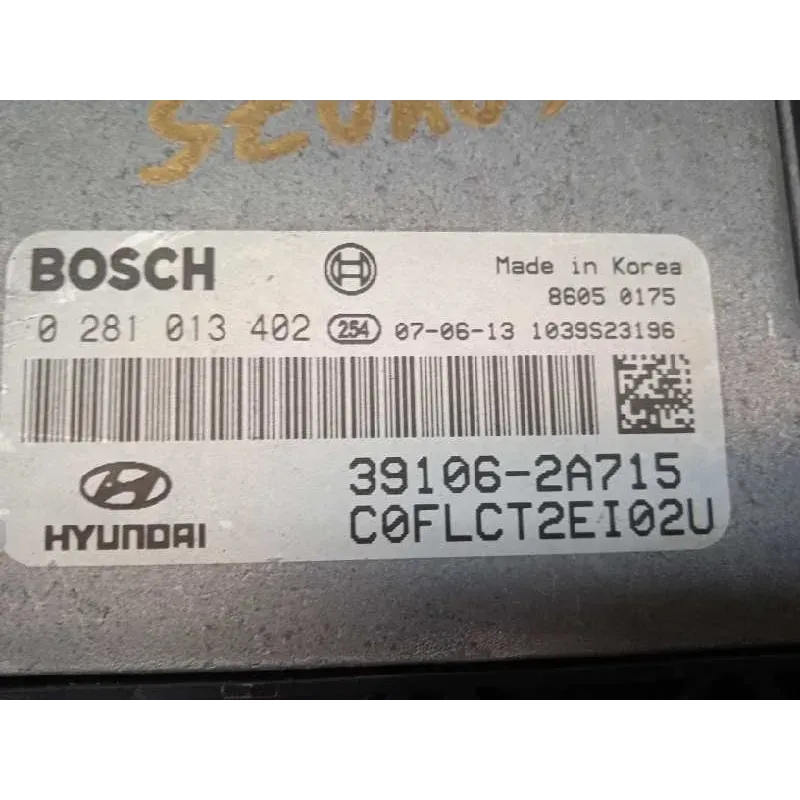 BOSCH
Made in Korea
8605 0175
0 281 013 402 254 07-06-13 1039S23196
39106-2A715
HYUNDAI C0FLCT2EI02U